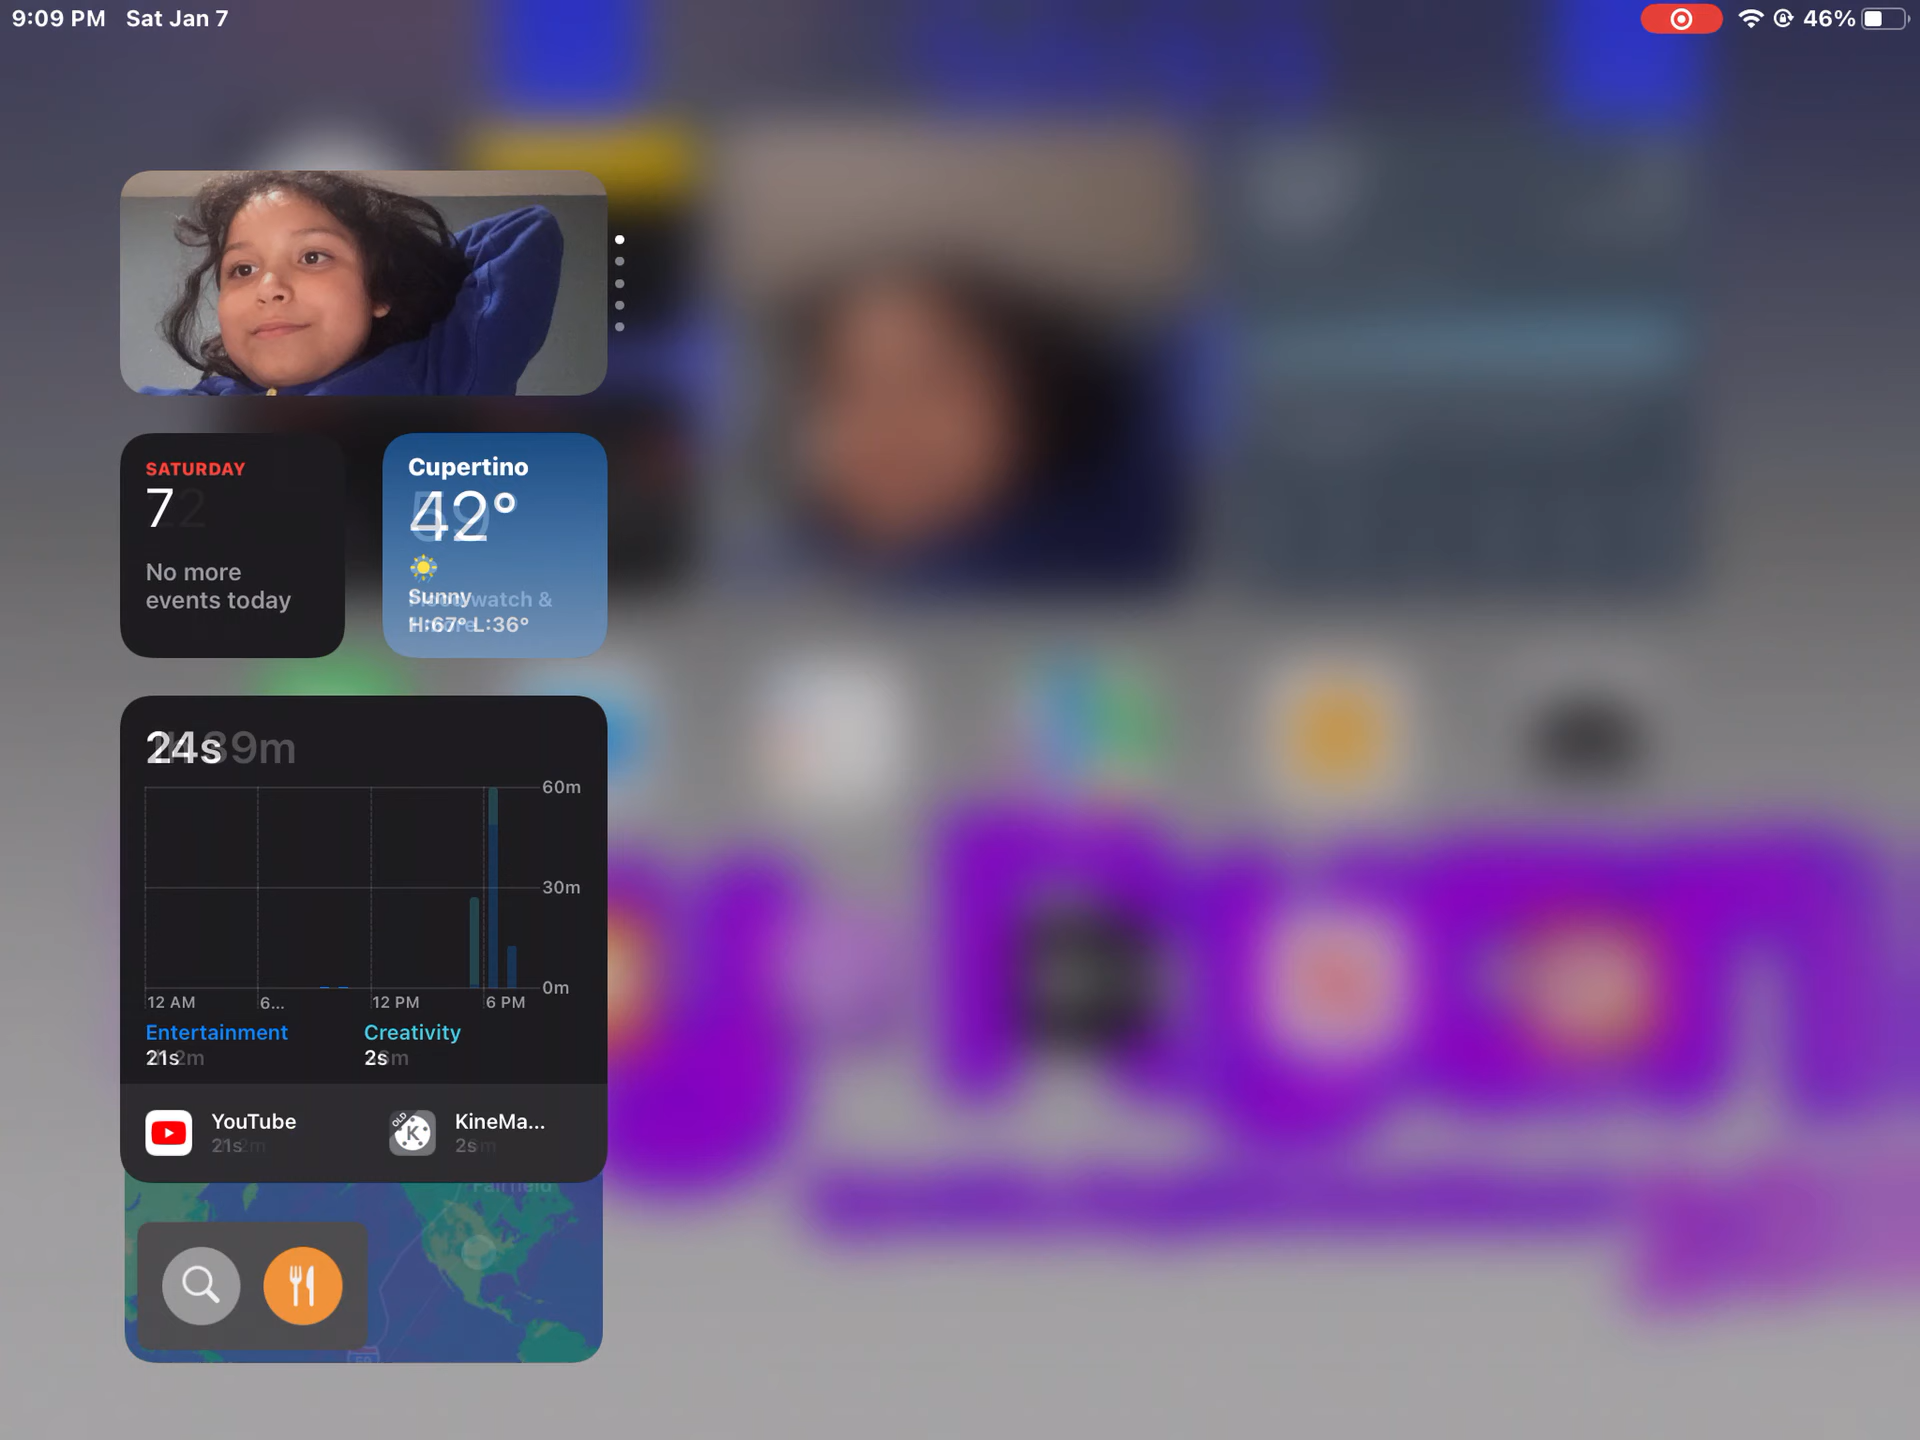 9:09 PM Sat Jan 7
46%
SATURDAY
7
No more
events today
Cupertino
42°
Sunny
H:67° L:36°
24s
60m
30m
0m
12 AM 6... 12 PM 6 PM
Entertainment Creativity
21s 2s
YouTube KineMa...
21s 2s
Fairfield